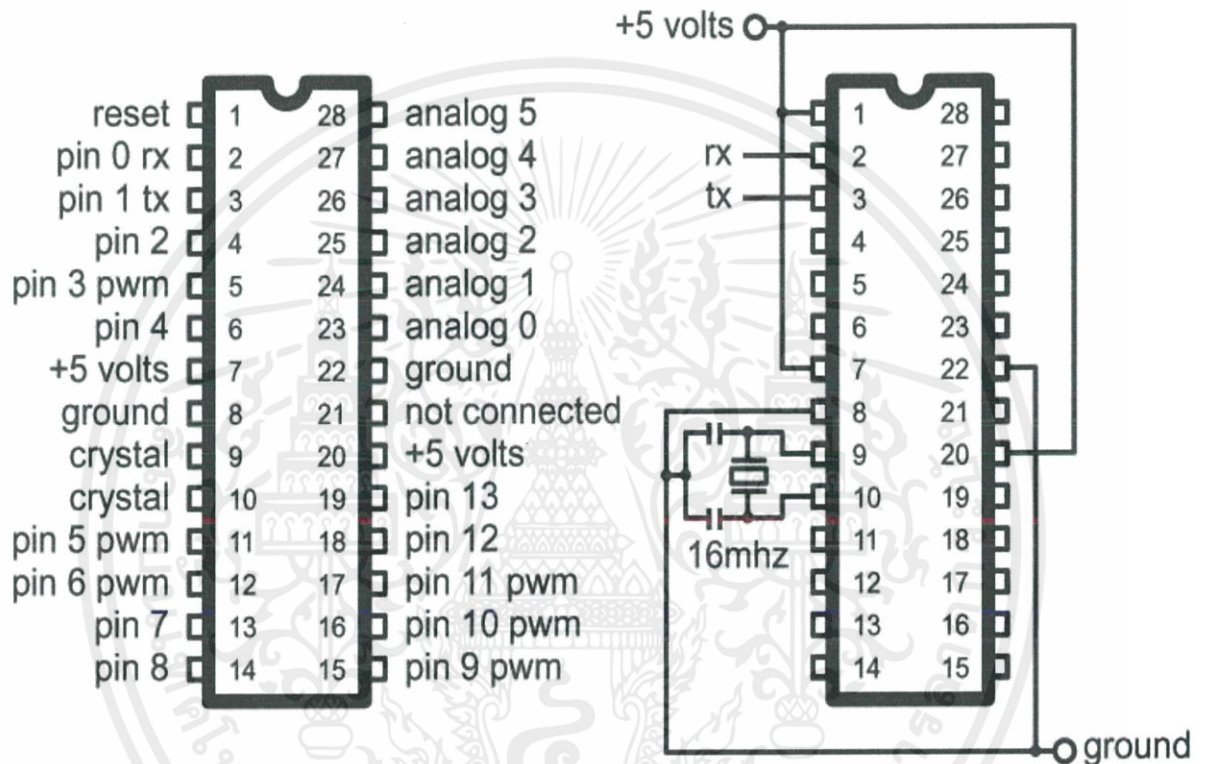 +5 volts
reset 1 28 analog 5
pin 0 rx 2 27 analog 4
pin 1 tx 3 26 analog 3
pin 2 4 25 analog 2
pin 3 pwm 5 24 analog 1
pin 4 6 23 analog 0
+5 volts 7 22 ground
ground 8 21 not connected
crystal 9 20 +5 volts
crystal 10 19 pin 13
pin 5 pwm 11 18 pin 12
pin 6 pwm 12 17 pin 11 pwm
pin 7 13 16 pin 10 pwm
pin 8 14 15 pin 9 pwm
1 28
rx 2 27
tx 3 26
4 25
5 24
6 23
7 22
8 21
9 20
10 19
16mhz
11 18
12 17
13 16
14 15
ground